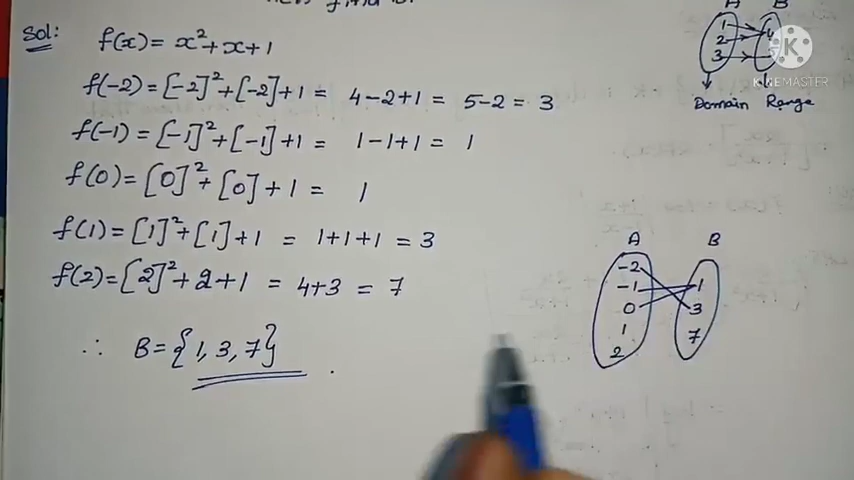 Sol:
f(x) = x²+x+1
f(-2) = [-2]²+[-2]+1 = 4-2+1 = 5-2 = 3
f(-1) = [-1]²+[-1]+1 = 1-1+1 = 1
f(0) = [0]²+[0]+1 = 1
f(1) = [1]²+[1]+1 = 1+1+1 = 3
f(2) = [2]²+2+1 = 4+3 = 7
∴ B = {1, 3, 7}
A B
1
2
3
4
Domain Range
KINEMASTER
A B
-2
-1
0
1
2
1
3
7